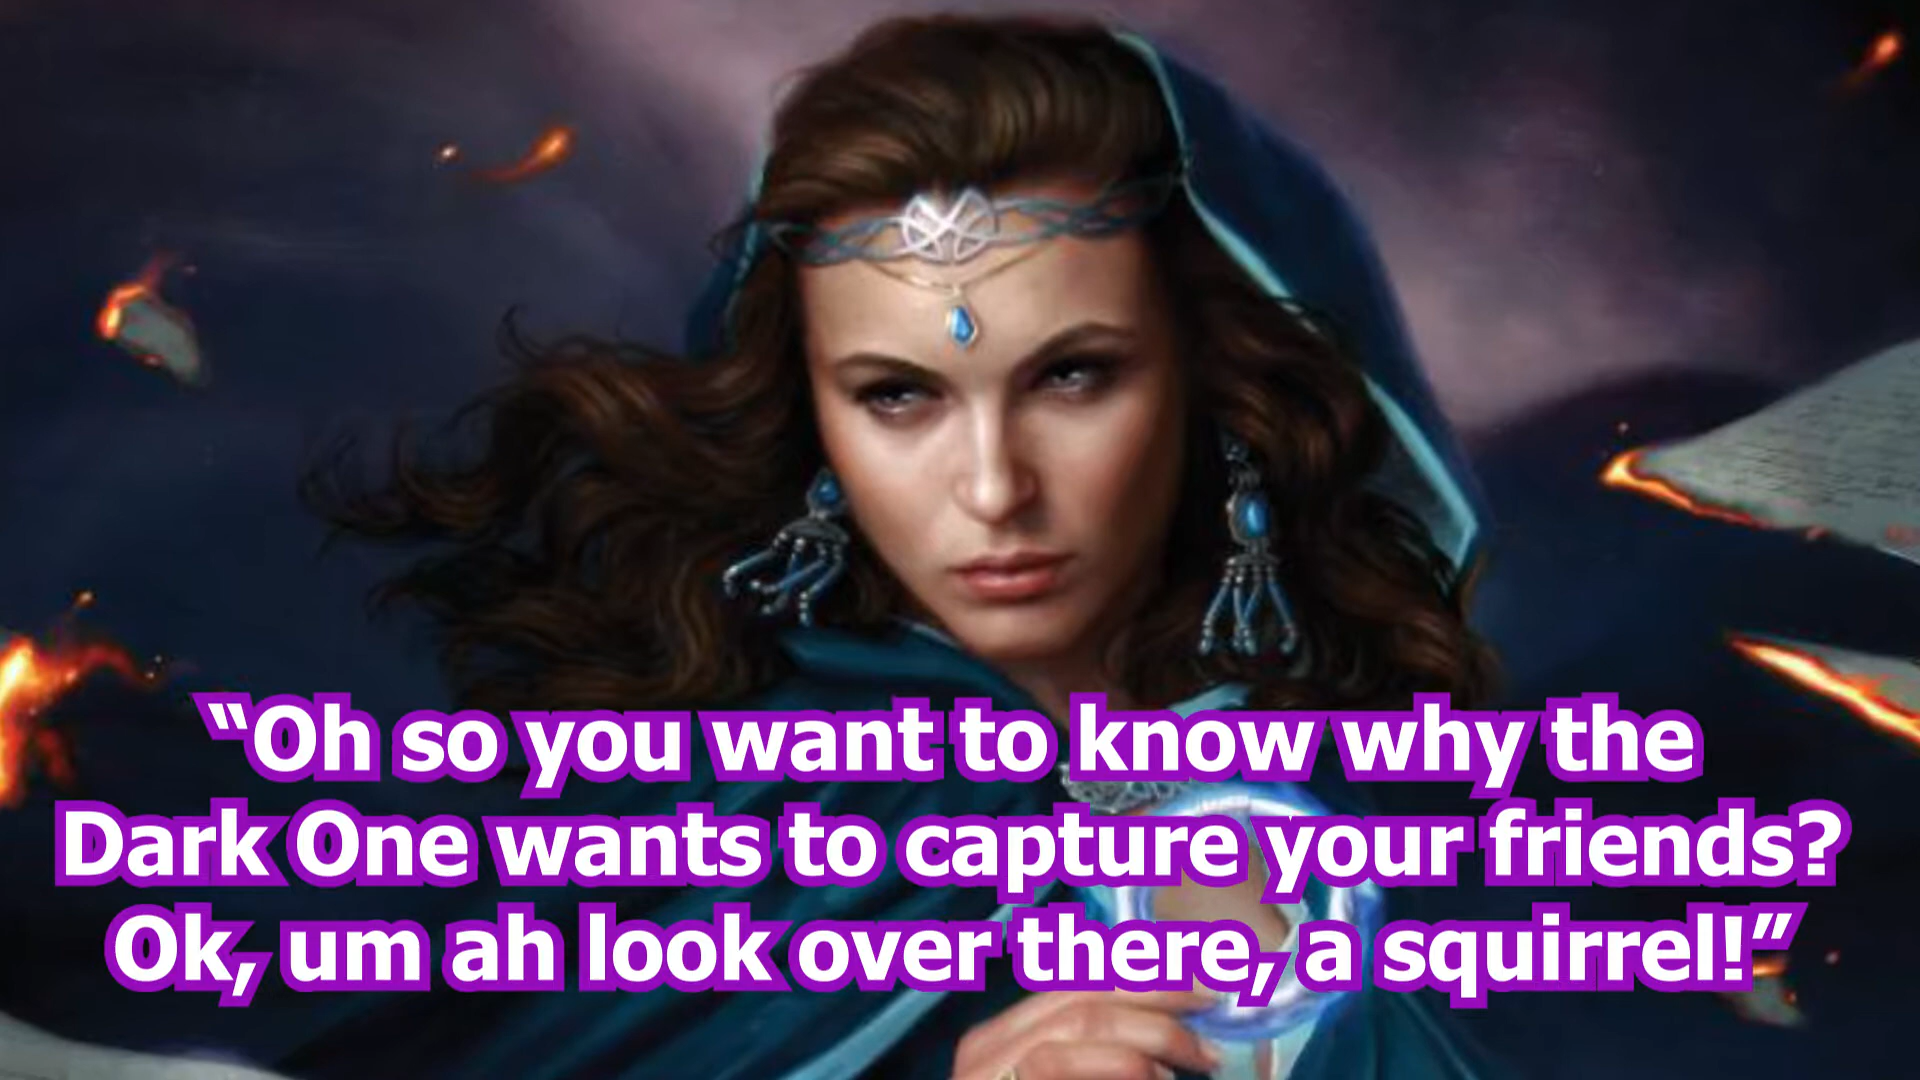 “Oh so you want to know why the
Dark One wants to capture your friends?
Ok, um ah look over there, a squirrel!”